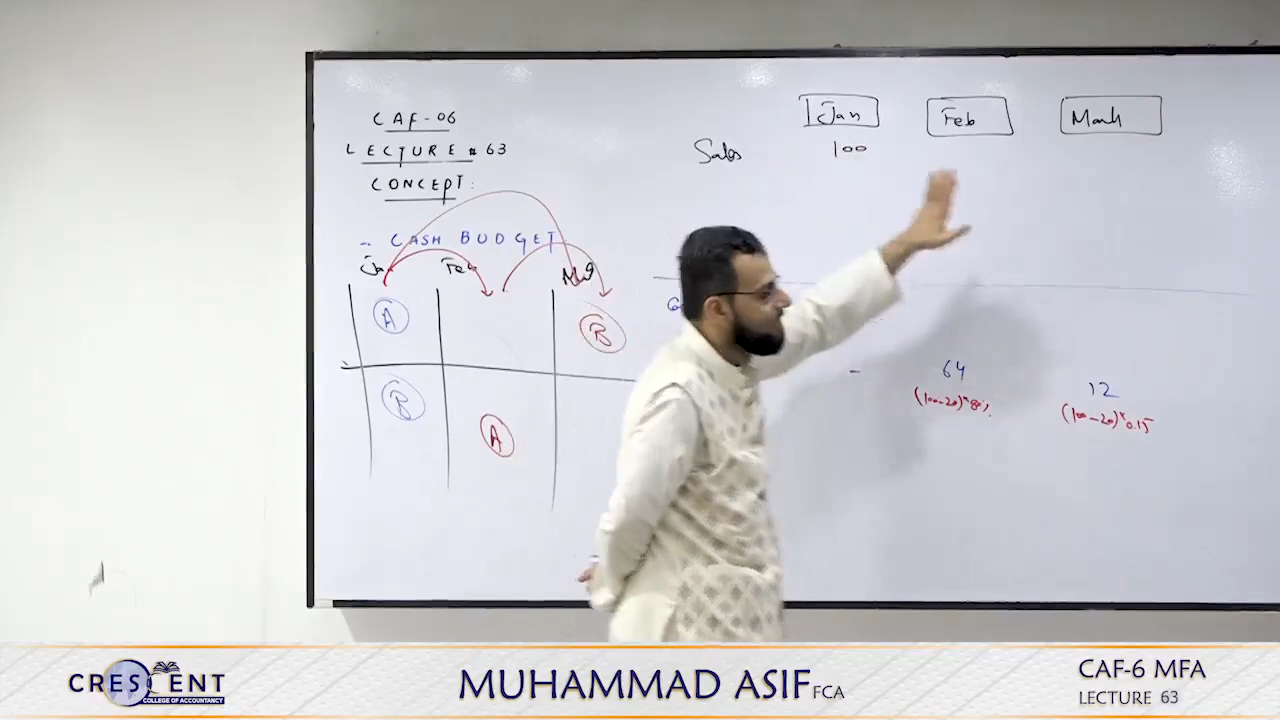 CAF-06
LECTURE # 63
CONCEPT:
- CASH BUDGET
Jan Feb
A B
B A
Jan Feb March
Sales 100
- 64 12
(100-20)×80% (100-20)×0.15
CRESCENT
COLLEGE OF ACCOUNTANCY
MUHAMMAD ASIF FCA
CAF-6 MFA
LECTURE 63